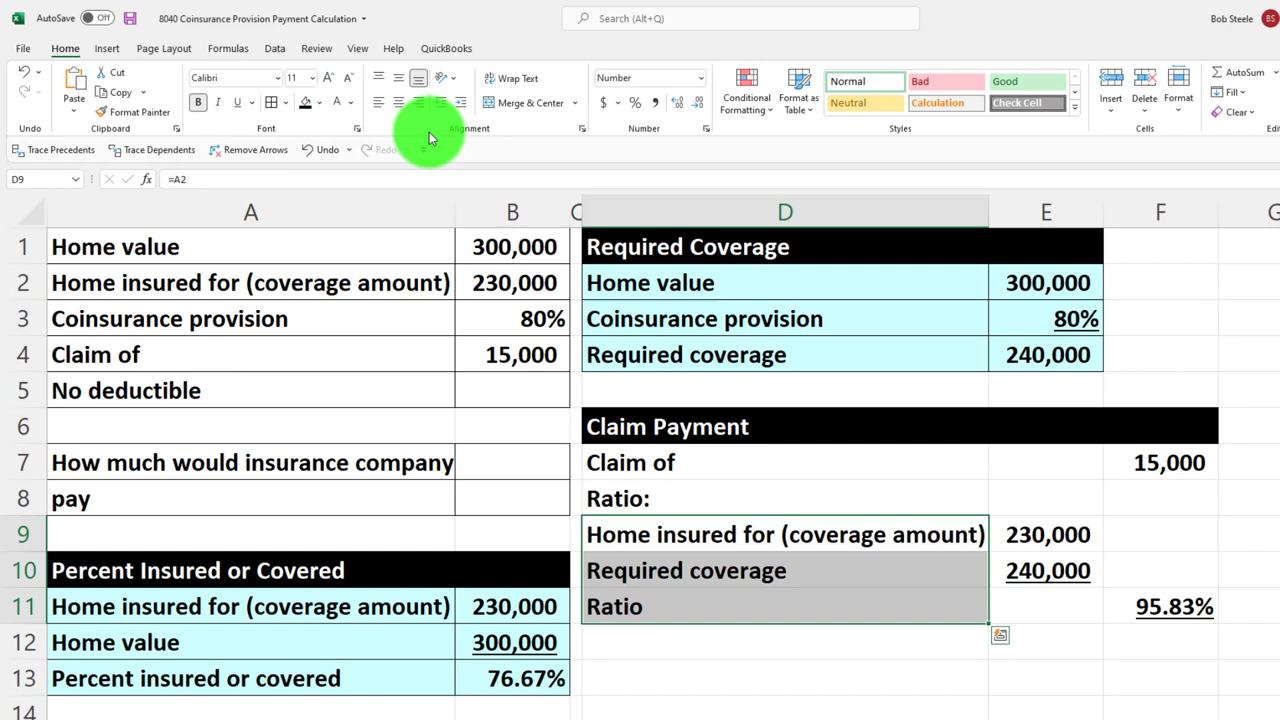 AutoSave Off 8040 Coinsurance Provision Payment Calculation Search (Alt+Q) Bob Steele BS
File Home Insert Page Layout Formulas Data Review View Help QuickBooks
Cut Calibri 11 Wrap Text Number Normal Bad Good AutoSum
Paste Copy Conditional Formatting Format as Table Insert Delete Format Fill
Format Painter B I U A Merge & Center $ % Neutral Calculation Check Cell Clear
Undo Clipboard Font Alignment Number Styles Cells
Trace Precedents Trace Dependents Remove Arrows Undo Redo
D9 fx =A2
A B C D E F G
1 Home value 300,000 Required Coverage
2 Home insured for (coverage amount) 230,000 Home value 300,000
3 Coinsurance provision 80% Coinsurance provision 80%
4 Claim of 15,000 Required coverage 240,000
5 No deductible
6 Claim Payment
7 How much would insurance company Claim of 15,000
8 pay Ratio:
9 Home insured for (coverage amount) 230,000
10 Percent Insured or Covered Required coverage 240,000
11 Home insured for (coverage amount) 230,000 Ratio 95.83%
12 Home value 300,000
13 Percent insured or covered 76.67%
14